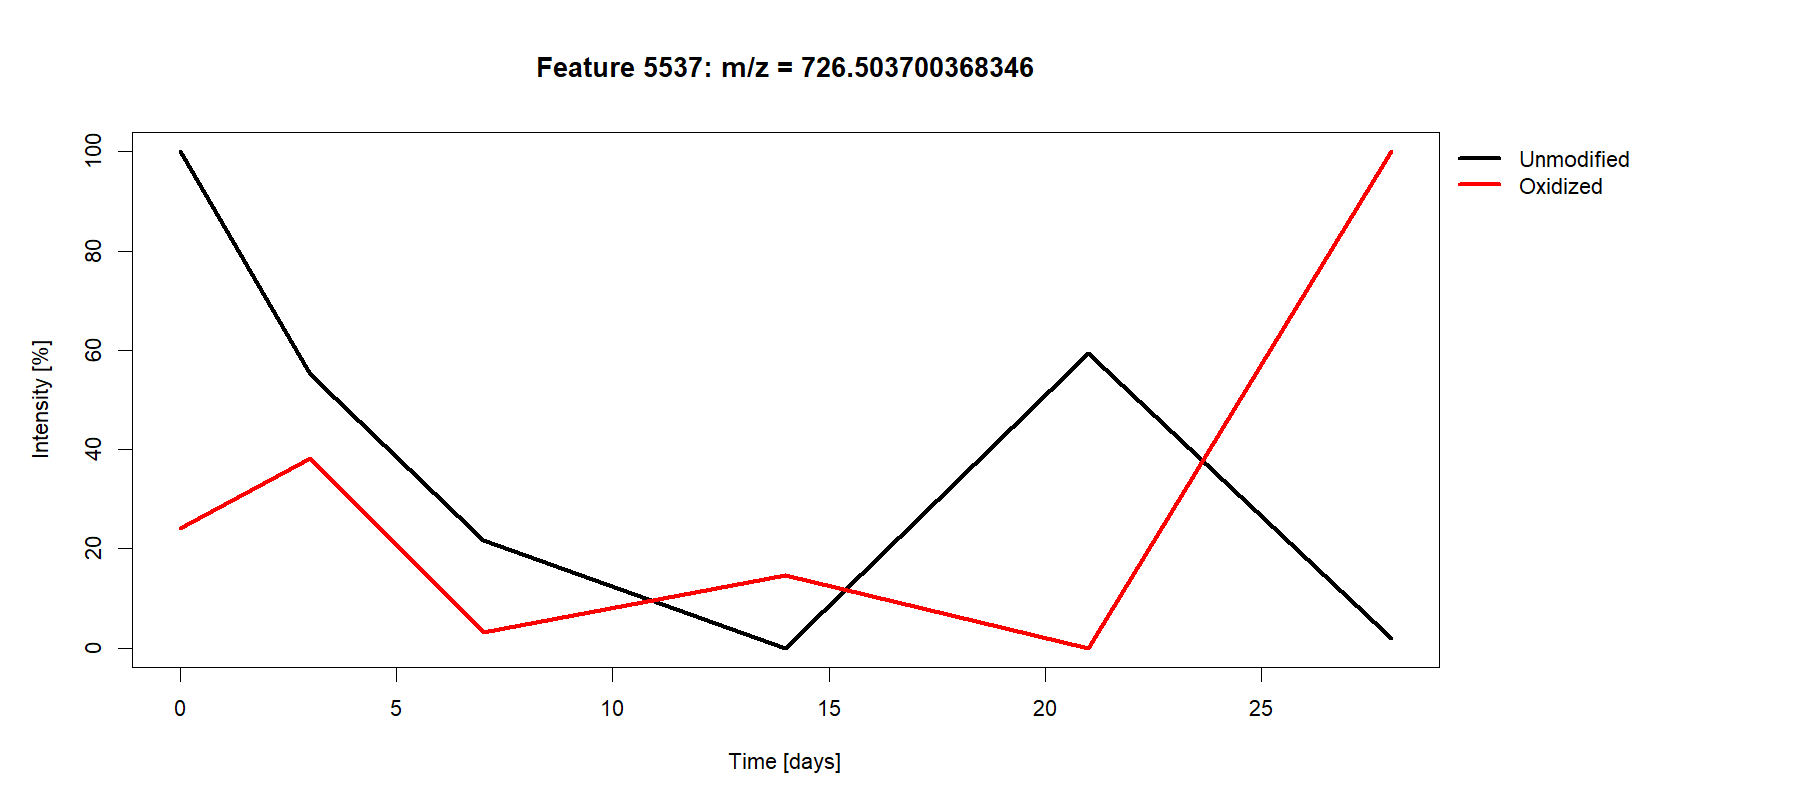 Feature 5537: m/z = 726.503700368346
Unmodified
Oxidized
Intensity [%]
100
80
60
40
20
0
0 5 10 15 20 25
Time [days]